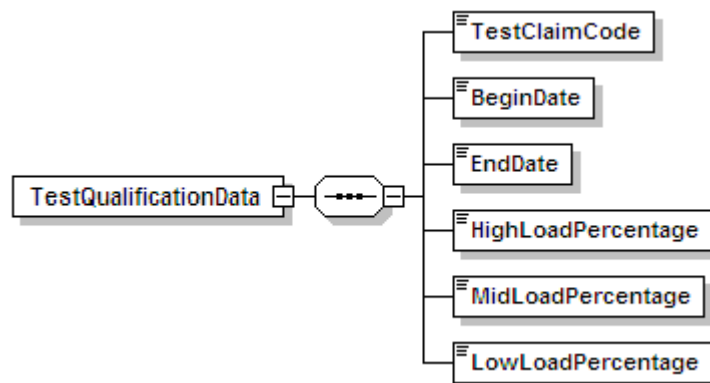 TestClaimCode
BeginDate
EndDate
TestQualificationData
HighLoadPercentage
MidLoadPercentage
LowLoadPercentage